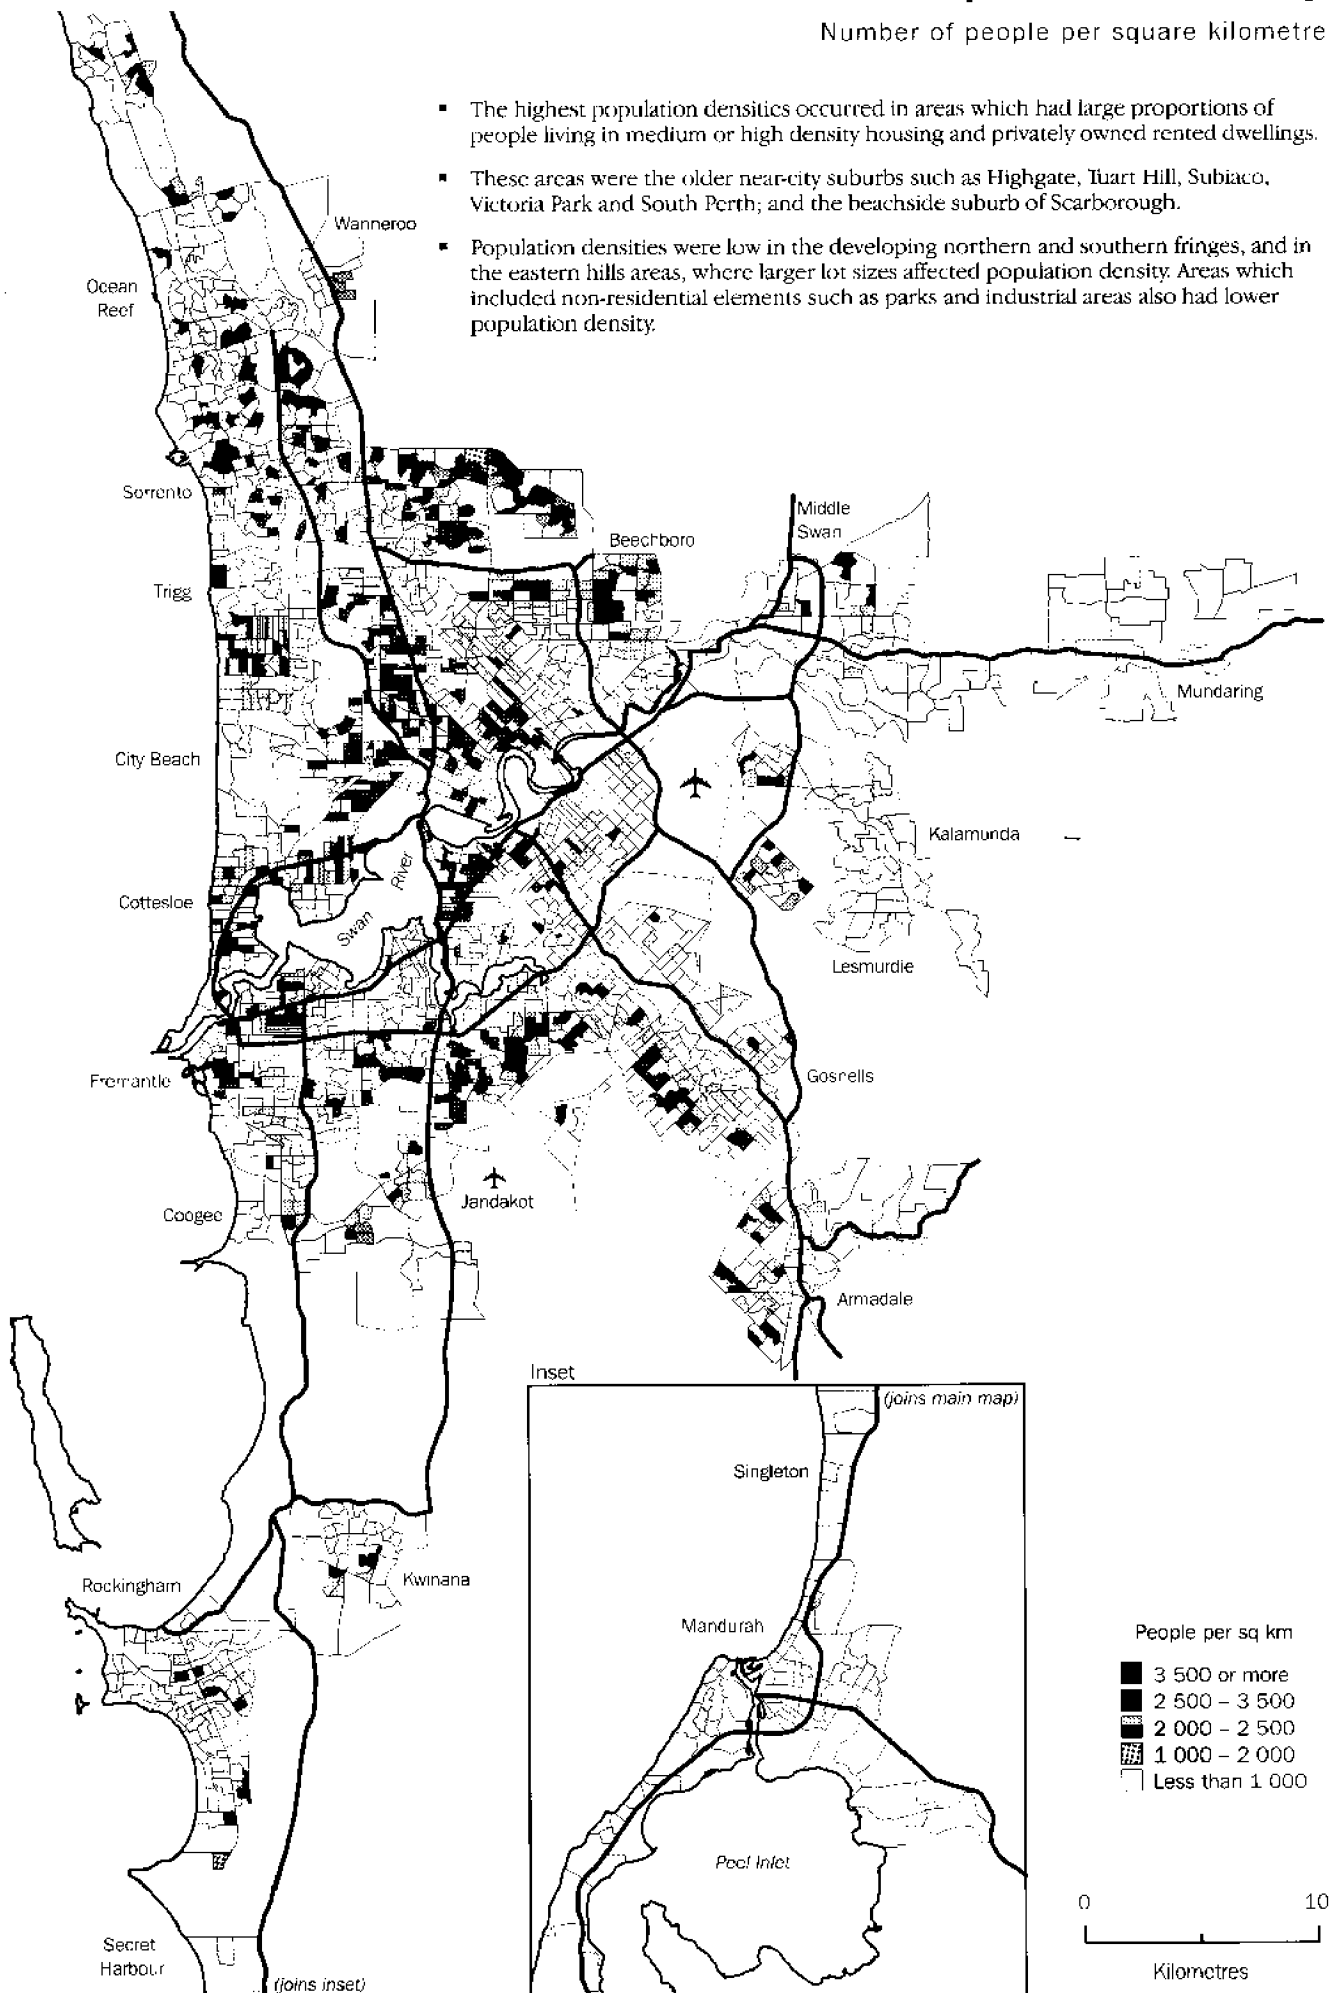 Number of people per square kilometre
▪ The highest population densities occurred in areas which had large proportions of
people living in medium or high density housing and privately owned rented dwellings.
▪ These areas were the older near-city suburbs such as Highgate, Tuart Hill, Subiaco,
Victoria Park and South Perth; and the beachside suburb of Scarborough.
▪ Population densities were low in the developing northern and southern fringes, and in
the eastern hills areas, where larger lot sizes affected population density. Areas which
included non-residential elements such as parks and industrial areas also had lower
population density.
Wanneroo
Ocean
Reef
Sorrento
Middle
Swan
Beechboro
Trigg
Mundaring
City Beach
Kalamunda
River
Swan
Cottesloe
Lesmurdie
Fremantle
Gosnells
Jandakot
Coogee
Armadale
Inset
(joins main map)
Singleton
Rockingham
Kwinana
Mandurah
People per sq km
3 500 or more
2 500 – 3 500
2 000 – 2 500
1 000 – 2 000
Less than 1 000
Peel Inlet
0 10
Kilometres
Secret
Harbour
(joins inset)